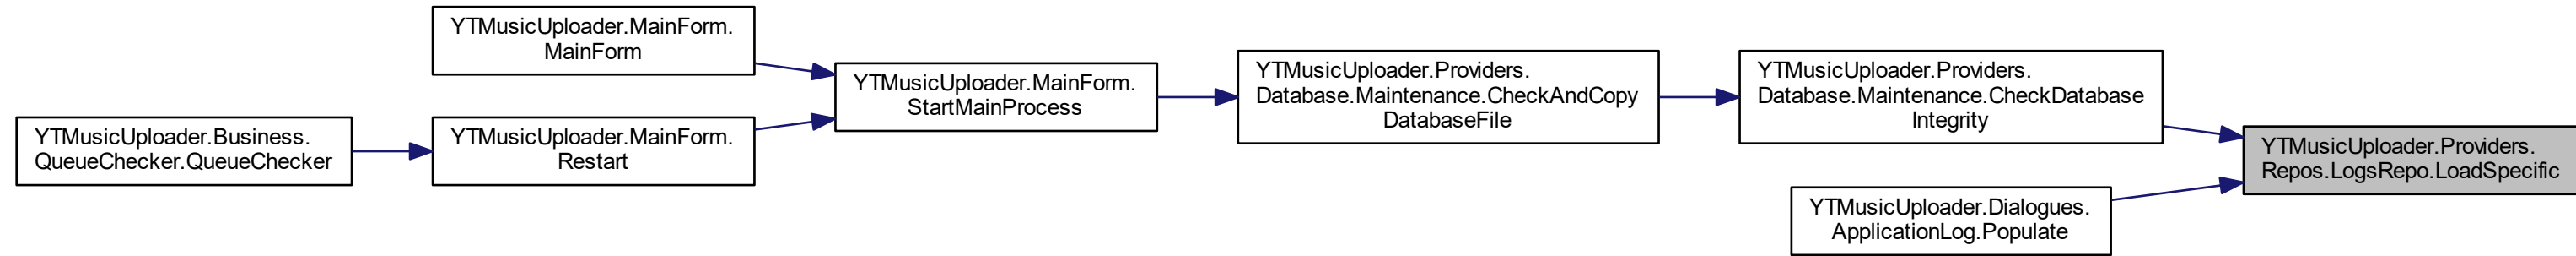 YTMusicUploader.MainForm.
MainForm
YTMusicUploader.Business.
QueueChecker.QueueChecker
YTMusicUploader.MainForm.
Restart
YTMusicUploader.MainForm.
StartMainProcess
YTMusicUploader.Providers.
Database.Maintenance.CheckAndCopy
DatabaseFile
YTMusicUploader.Providers.
Database.Maintenance.CheckDatabase
Integrity
YTMusicUploader.Dialogues.
ApplicationLog.Populate
YTMusicUploader.Providers.
Repos.LogsRepo.LoadSpecific